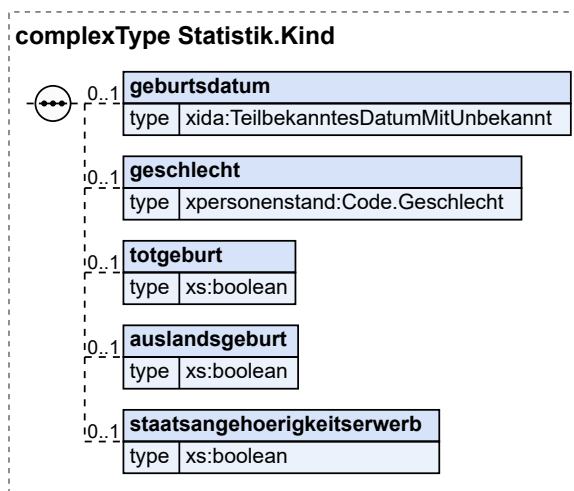 complexType Statistik.Kind
0..1 geburtsdatum
type xida:TeilbekanntesDatumMitUnbekannt
0..1 geschlecht
type xpersonenstand:Code.Geschlecht
0..1 totgeburt
type xs:boolean
0..1 auslandsgeburt
type xs:boolean
0..1 staatsangehoerigkeitserwerb
type xs:boolean